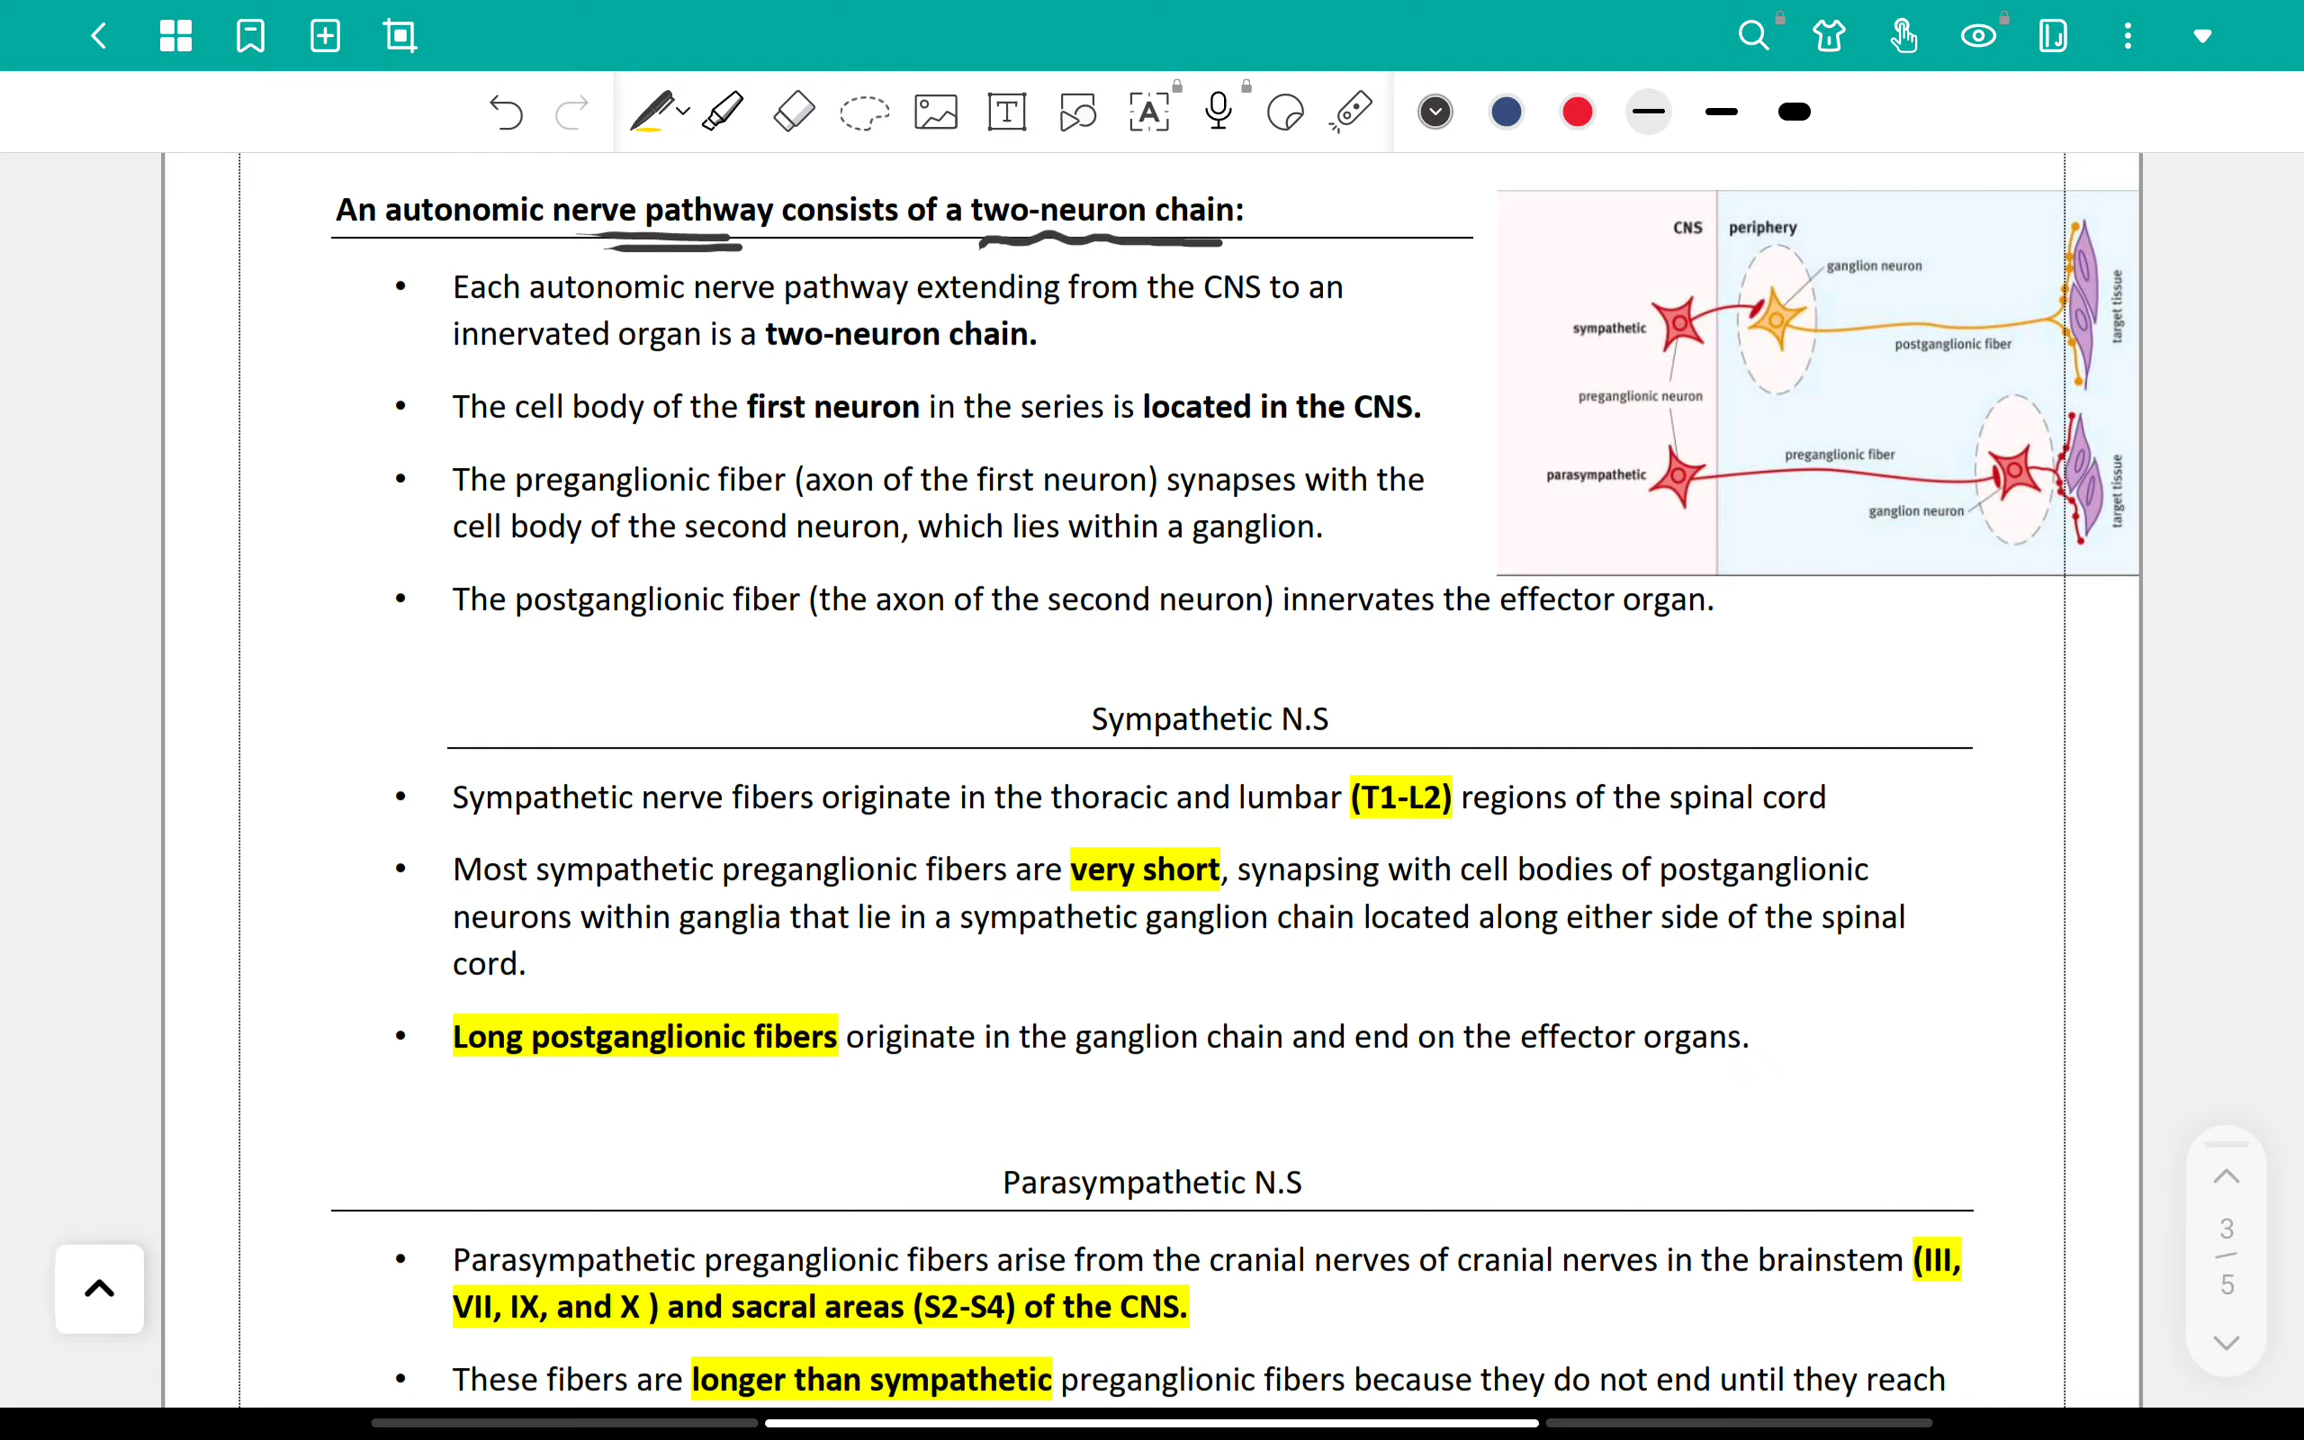 An autonomic nerve pathway consists of a two-neuron chain:
• Each autonomic nerve pathway extending from the CNS to an
innervated organ is a two-neuron chain.
• The cell body of the first neuron in the series is located in the CNS.
• The preganglionic fiber (axon of the first neuron) synapses with the
cell body of the second neuron, which lies within a ganglion.
• The postganglionic fiber (the axon of the second neuron) innervates the effector organ.
CNS periphery
ganglion neuron
sympathetic
postganglionic fiber
target tissue
preganglionic neuron
preganglionic fiber
parasympathetic
ganglion neuron
target tissue
Sympathetic N.S
• Sympathetic nerve fibers originate in the thoracic and lumbar (T1-L2) regions of the spinal cord
• Most sympathetic preganglionic fibers are very short, synapsing with cell bodies of postganglionic
neurons within ganglia that lie in a sympathetic ganglion chain located along either side of the spinal
cord.
• Long postganglionic fibers originate in the ganglion chain and end on the effector organs.
Parasympathetic N.S
• Parasympathetic preganglionic fibers arise from the cranial nerves of cranial nerves in the brainstem (III,
VII, IX, and X ) and sacral areas (S2-S4) of the CNS.
• These fibers are longer than sympathetic preganglionic fibers because they do not end until they reach
3
5